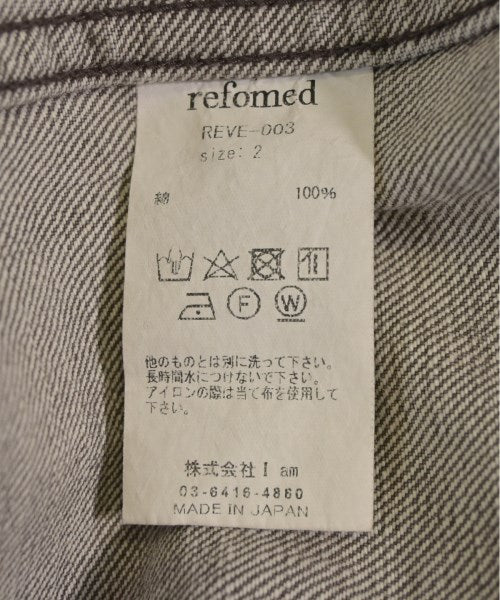 refomed
REVE-003
size: 2
綿 100%
F W
他のものとは別に洗って下さい。
長時間水につけないで下さい。
アイロンの際は当て布を使用して
下さい。
株式会社I am
03-6416-4860
MADE IN JAPAN